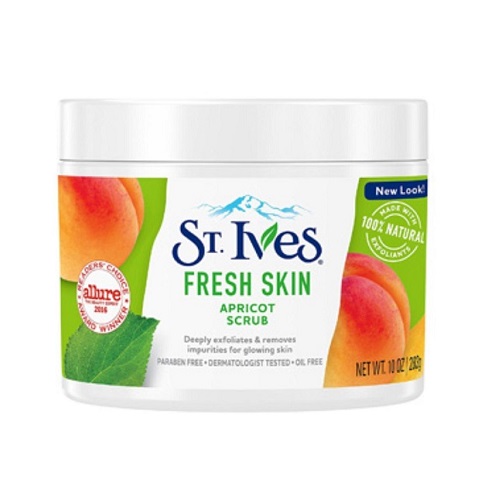 New Look!
MADE WITH
100% NATURAL
EXFOLIANTS
ST. IVES
FRESH SKIN
APRICOT
SCRUB
READERS' CHOICE
allure
2016
AWARD WINNER
Deeply exfoliates & removes
impurities for glowing skin
PARABEN FREE • DERMATOLOGIST TESTED • OIL FREE
NET WT. 10 OZ / 283g